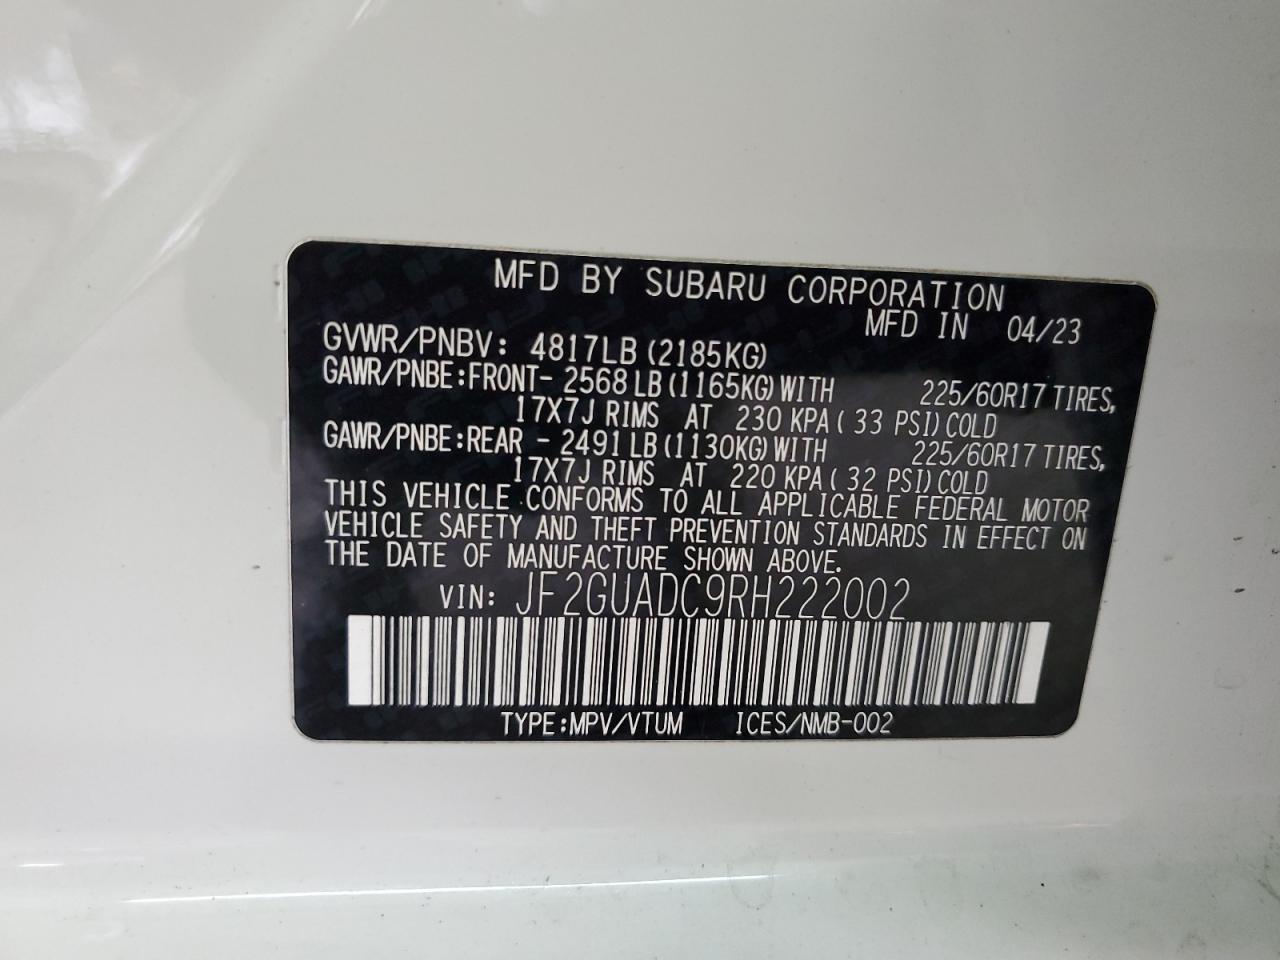 MFD BY SUBARU CORPORATION
MFD IN 04/23
GVWR/PNBV: 4817LB (2185KG)
GAWR/PNBE:FRONT- 2568 LB (1165KG) WITH 225/60R17 TIRES,
17X7J RIMS AT 230 KPA ( 33 PSI) COLD
GAWR/PNBE:REAR - 2491 LB (1130KG) WITH 225/60R17 TIRES,
17X7J RIMS AT 220 KPA ( 32 PSI) COLD
THIS VEHICLE CONFORMS TO ALL APPLICABLE FEDERAL MOTOR
VEHICLE SAFETY AND THEFT PREVENTION STANDARDS IN EFFECT ON
THE DATE OF MANUFACTURE SHOWN ABOVE.
VIN: JF2GUADC9RH222002
TYPE:MPV/VTUM ICES/NMB-002